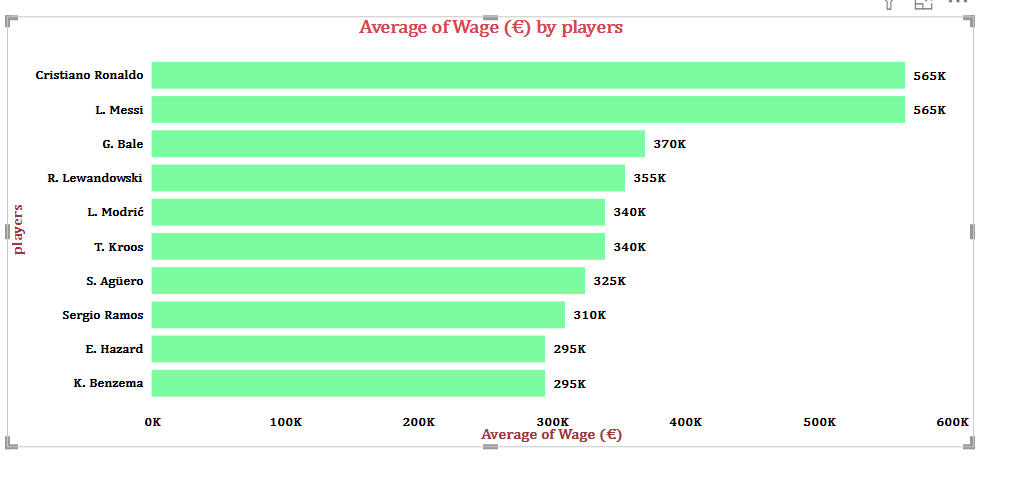 Average of Wage (€) by players
Cristiano Ronaldo 565K
L. Messi 565K
G. Bale 370K
R. Lewandowski 355K
L. Modrić 340K
T. Kroos 340K
S. Agüero 325K
Sergio Ramos 310K
E. Hazard 295K
K. Benzema 295K
players
0K 100K 200K 300K 400K 500K 600K
Average of Wage (€)